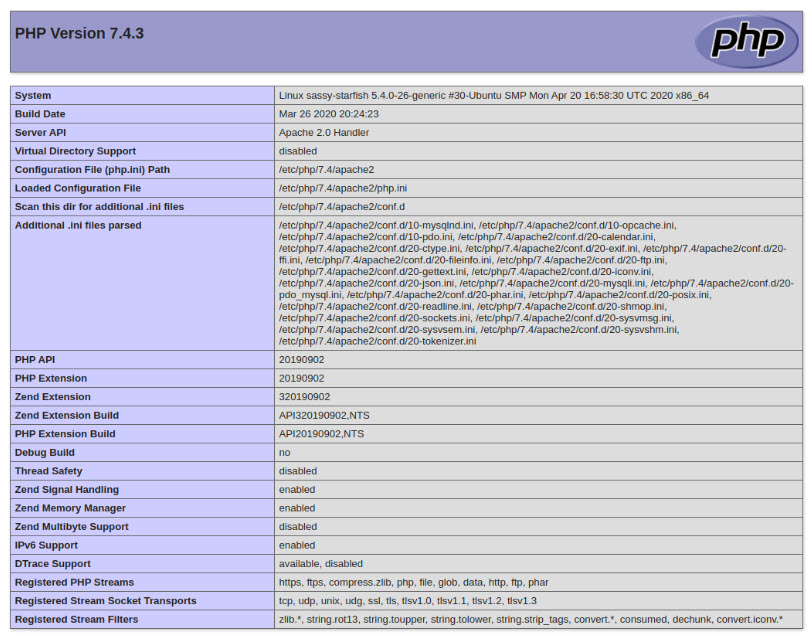 PHP Version 7.4.3
php
System Linux sassy-starfish 5.4.0-26-generic #30-Ubuntu SMP Mon Apr 20 16:58:30 UTC 2020 x86_64
Build Date Mar 26 2020 20:24:23
Server API Apache 2.0 Handler
Virtual Directory Support disabled
Configuration File (php.ini) Path /etc/php/7.4/apache2
Loaded Configuration File /etc/php/7.4/apache2/php.ini
Scan this dir for additional .ini files /etc/php/7.4/apache2/conf.d
Additional .ini files parsed /etc/php/7.4/apache2/conf.d/10-mysqlnd.ini, /etc/php/7.4/apache2/conf.d/10-opcache.ini,
/etc/php/7.4/apache2/conf.d/10-pdo.ini, /etc/php/7.4/apache2/conf.d/20-calendar.ini,
/etc/php/7.4/apache2/conf.d/20-ctype.ini, /etc/php/7.4/apache2/conf.d/20-exif.ini, /etc/php/7.4/apache2/conf.d/20-
ffi.ini, /etc/php/7.4/apache2/conf.d/20-fileinfo.ini, /etc/php/7.4/apache2/conf.d/20-ftp.ini,
/etc/php/7.4/apache2/conf.d/20-gettext.ini, /etc/php/7.4/apache2/conf.d/20-iconv.ini,
/etc/php/7.4/apache2/conf.d/20-json.ini, /etc/php/7.4/apache2/conf.d/20-mysqli.ini, /etc/php/7.4/apache2/conf.d/20-
pdo_mysql.ini, /etc/php/7.4/apache2/conf.d/20-phar.ini, /etc/php/7.4/apache2/conf.d/20-posix.ini,
/etc/php/7.4/apache2/conf.d/20-readline.ini, /etc/php/7.4/apache2/conf.d/20-shmop.ini,
/etc/php/7.4/apache2/conf.d/20-sockets.ini, /etc/php/7.4/apache2/conf.d/20-sysvmsg.ini,
/etc/php/7.4/apache2/conf.d/20-sysvsem.ini, /etc/php/7.4/apache2/conf.d/20-sysvshm.ini,
/etc/php/7.4/apache2/conf.d/20-tokenizer.ini
PHP API 20190902
PHP Extension 20190902
Zend Extension 320190902
Zend Extension Build API320190902,NTS
PHP Extension Build API20190902,NTS
Debug Build no
Thread Safety disabled
Zend Signal Handling enabled
Zend Memory Manager enabled
Zend Multibyte Support disabled
IPv6 Support enabled
DTrace Support available, disabled
Registered PHP Streams https, ftps, compress.zlib, php, file, glob, data, http, ftp, phar
Registered Stream Socket Transports tcp, udp, unix, udg, ssl, tls, tlsv1.0, tlsv1.1, tlsv1.2, tlsv1.3
Registered Stream Filters zlib.*, string.rot13, string.toupper, string.tolower, string.strip_tags, convert.*, consumed, dechunk, convert.iconv.*